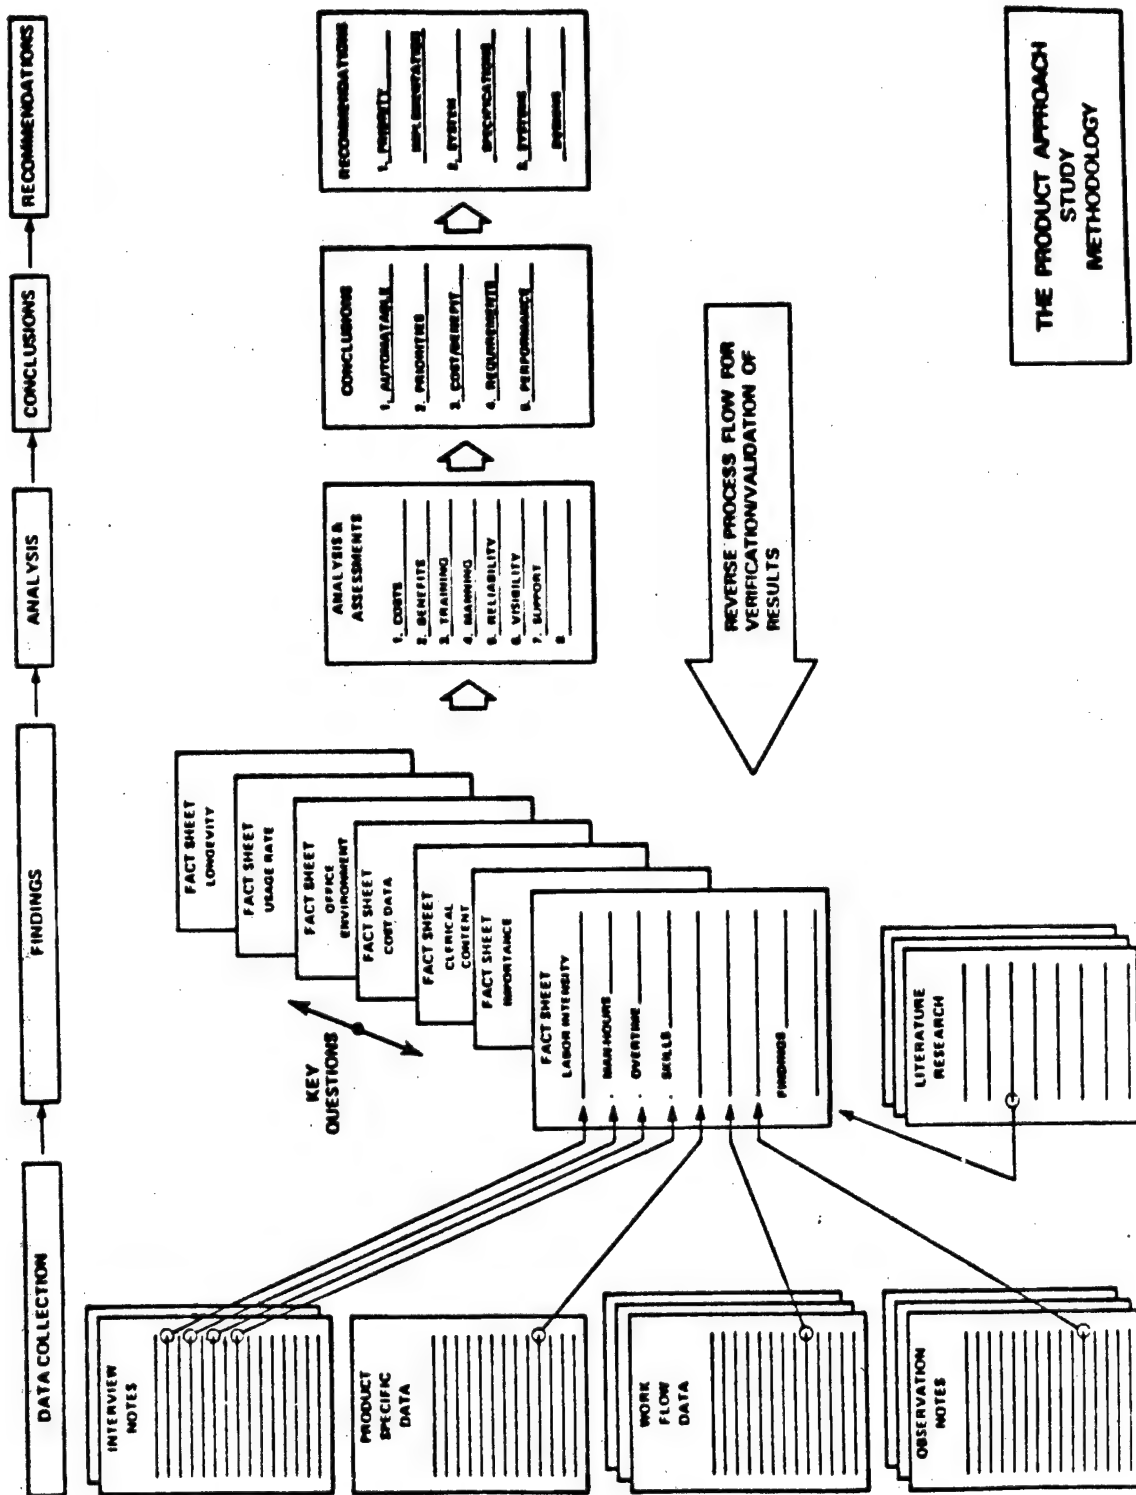 DATA COLLECTION
FINDINGS
ANALYSIS
CONCLUSIONS
RECOMMENDATIONS
INTERVIEW
NOTES
PRODUCT
SPECIFIC
DATA
WORK
FLOW
DATA
OBSERVATION
NOTES
KEY
QUESTIONS
FACT SHEET
LONGEVITY
FACT SHEET
USAGE RATE
FACT SHEET
OFFICE
ENVIRONMENT
FACT SHEET
COST DATA
FACT SHEET
CLERICAL
CONTENT
FACT SHEET
IMPORTANCE
FACT SHEET
LABOR INTENSITY
. MAN-HOURS
. OVERTIME
. SKILLS
FINDINGS
LITERATURE
RESEARCH
ANALYSIS &
ASSESSMENTS
1. COSTS
2. BENEFITS
3. TRAINING
4. MANNING
5. RELIABILITY
6. VISIBILITY
7. SUPPORT
8
CONCLUSIONS
1. AUTOMATABLE
2. PRIORITIES
3. COST/BENEFIT
4. REQUIREMENTS
5. PERFORMANCE
RECOMMENDATIONS
1. PRIORITY
IMPLEMENTATION
2. SYSTEM
SPECIFICATIONS
3. SYSTEMS
REVERSE PROCESS FLOW FOR
VERIFICATION/VALIDATION OF
RESULTS
THE PRODUCT APPROACH
STUDY
METHODOLOGY